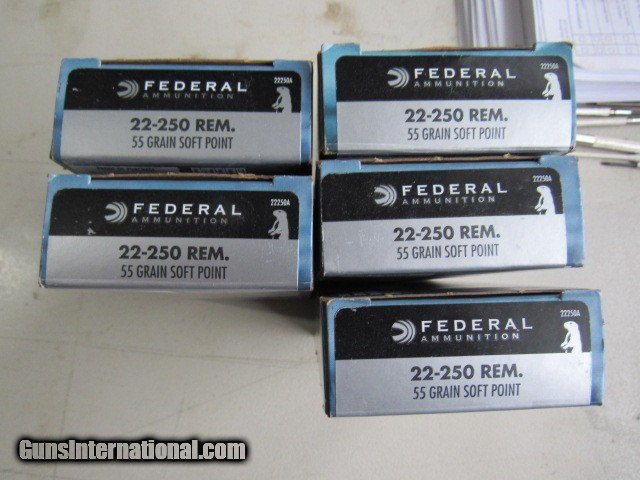 FEDERAL
AMMUNITION
22250A
22-250 REM.
55 GRAIN SOFT POINT
FEDERAL
AMMUNITION
22250A
22-250 REM.
55 GRAIN SOFT POINT
FEDERAL
AMMUNITION
22250A
22-250 REM.
55 GRAIN SOFT POINT
FEDERAL
AMMUNITION
22250A
22-250 REM.
55 GRAIN SOFT POINT
FEDERAL
AMMUNITION
22250A
22-250 REM.
55 GRAIN SOFT POINT
GunsInternational.com